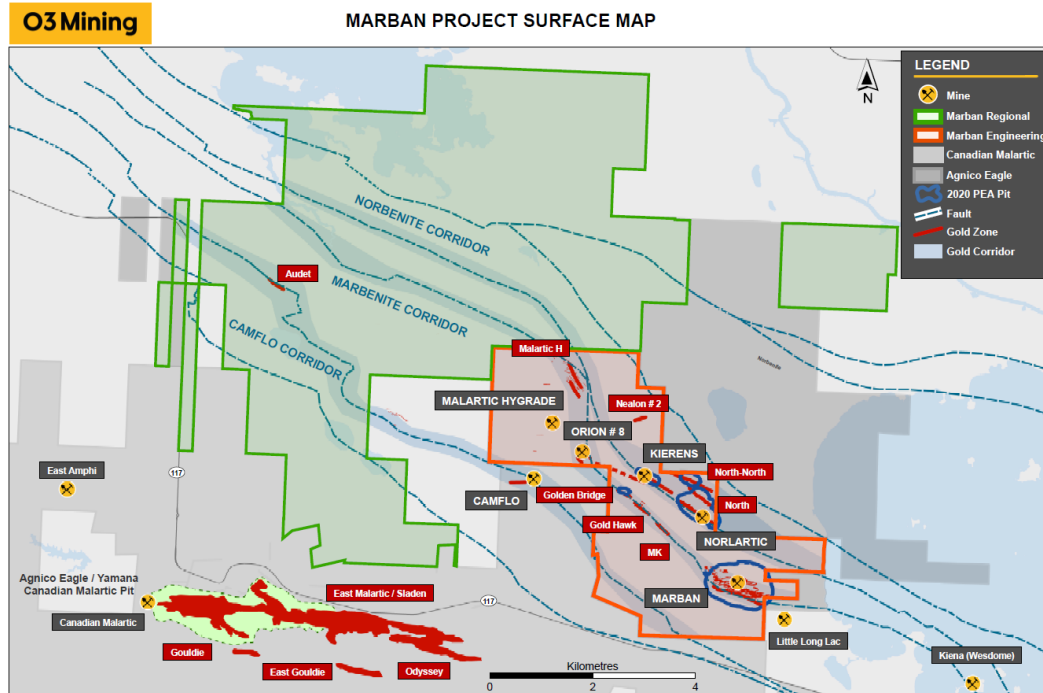 O3 Mining
MARBAN PROJECT SURFACE MAP
LEGEND
Mine
Marban Regional
Marban Engineering
Canadian Malartic
Agnico Eagle
2020 PEA Pit
Fault
Gold Zone
Gold Corridor
N
NORBENITE CORRIDOR
MARBENITE CORRIDOR
CAMFLO CORRIDOR
Audet
Malartic H
MALARTIC HYGRADE
Nealon # 2
ORION # 8
KIERENS
East Amphi
117
North-North
CAMFLO
Golden Bridge
North
Gold Hawk
NORLARTIC
MK
Agnico Eagle / Yamana
Canadian Malartic Pit
East Malartic / Sladen
117
MARBAN
Canadian Malartic
Little Long Lac
Gouldie
East Gouldie
Odyssey
Kiena (Wesdome)
Kilometres
0
2
4